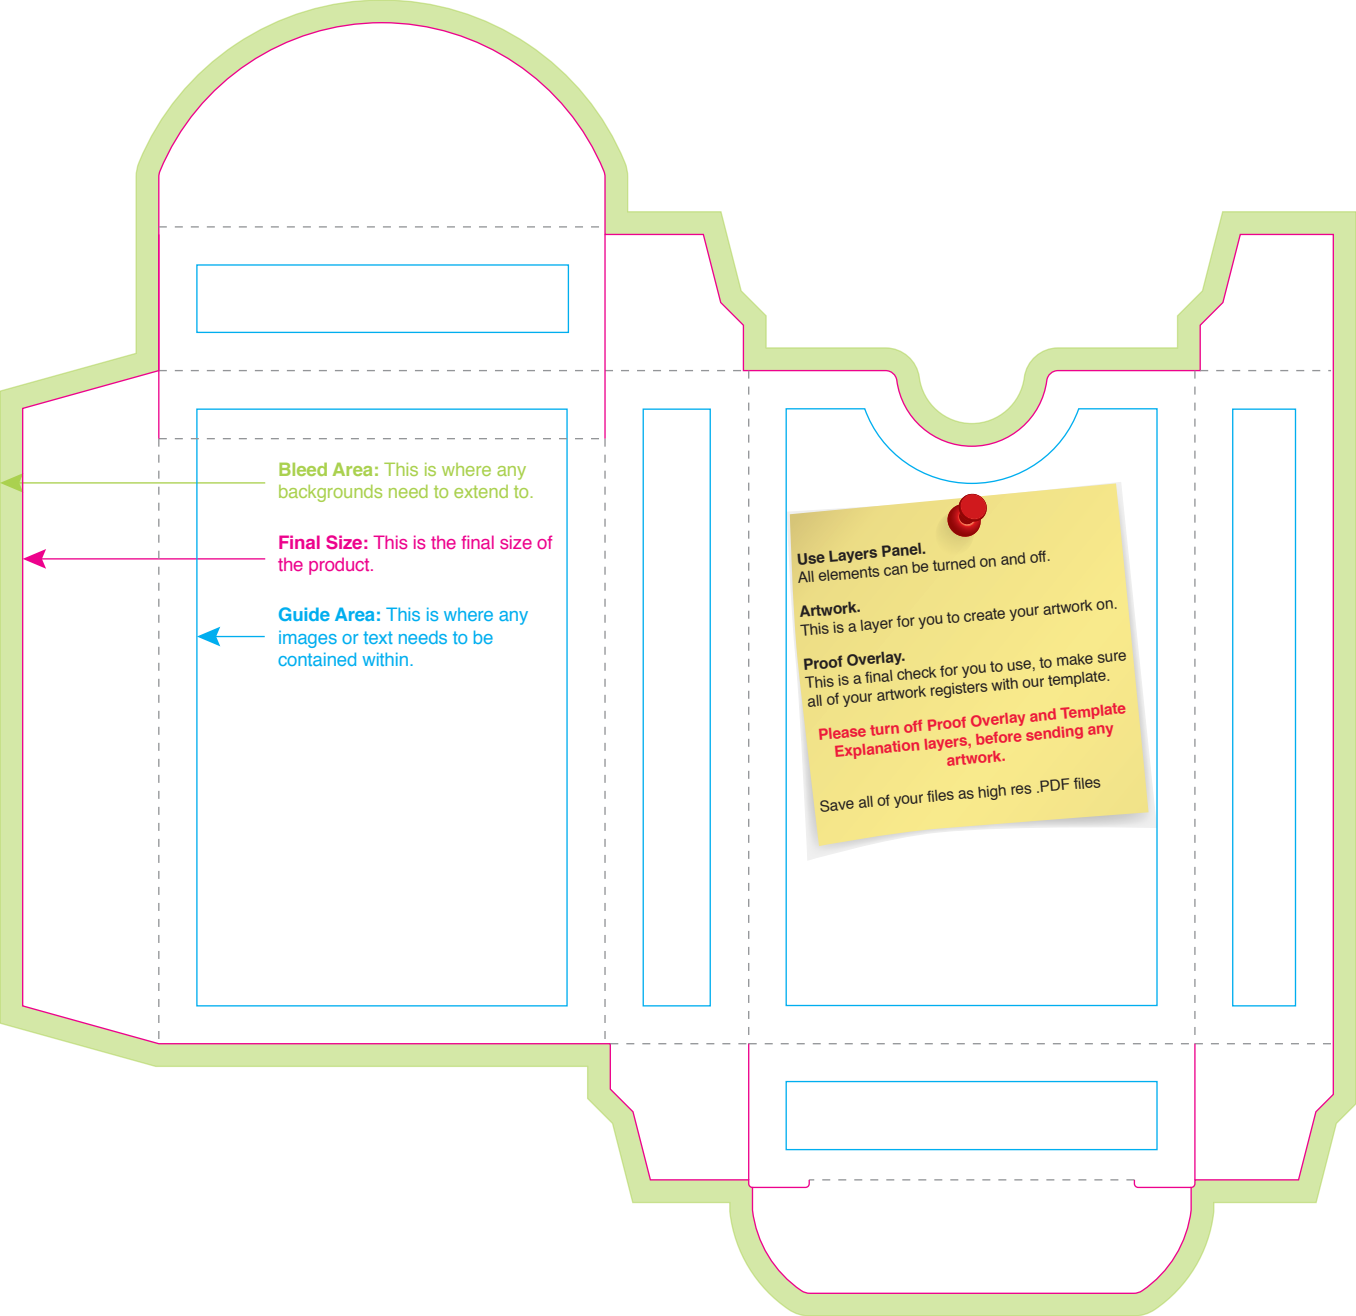 Bleed Area: This is where any
backgrounds need to extend to.
Final Size: This is the final size of
the product.
Guide Area: This is where any
images or text needs to be
contained within.
Use Layers Panel.
All elements can be turned on and off.
Artwork.
This is a layer for you to create your artwork on.
Proof Overlay.
This is a final check for you to use, to make sure
all of your artwork registers with our template.
Please turn off Proof Overlay and Template
Explanation layers, before sending any
artwork.
Save all of your files as high res .PDF files